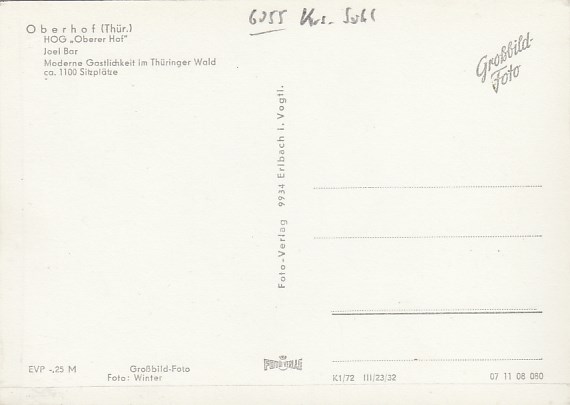 6055 Krs. Suhl
Oberhof (Thür.)
HOG „Oberer Hof"
Joel Bar
Moderne Gastlichkeit im Thüringer Wald
ca. 1100 Sitzplätze
Großbild-
Foto
Foto-Verlag 9934 Erlbach i. Vogtl.
EVP -.25 M
Großbild-Foto
Foto: Winter
K1/72 III/23/32
07 11 08 080